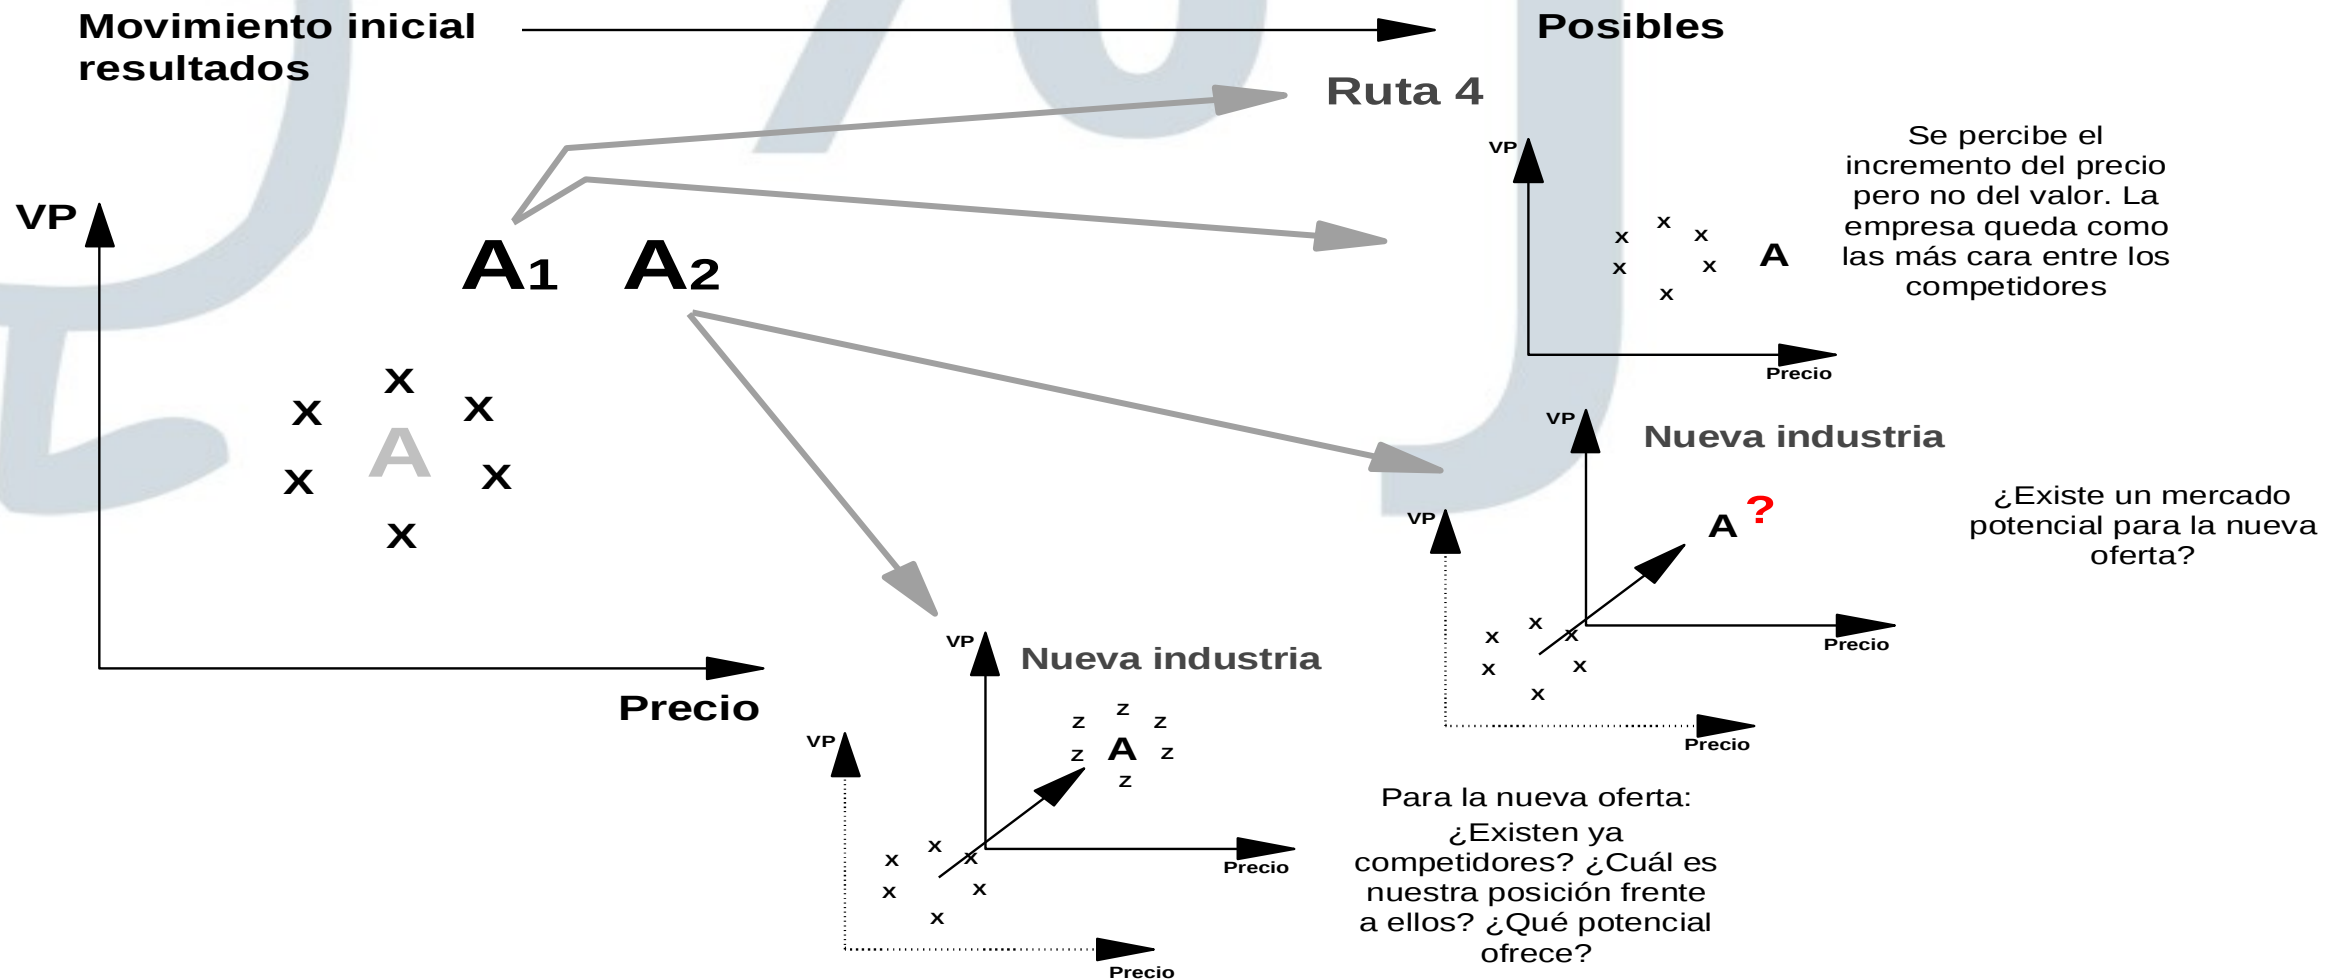 Movimiento inicial
Posibles
resultados
Ruta 4
VP
A1
A2
x
x
x
A
x
x
x
Precio
VP
x
x
x
x
x
x
A
Precio
Se percibe el
incremento del precio
pero no del valor. La
empresa queda como
las más cara entre los
competidores
VP
Nueva industria
A ?
Precio
VP
x
x
x
x
x
x
Precio
¿Existe un mercado
potencial para la nueva
oferta?
VP
Nueva industria
z
z
z
z
A
z
z
Precio
VP
x
x
x
x
x
x
Precio
Para la nueva oferta:
¿Existen ya
competidores? ¿Cuál es
nuestra posición frente
a ellos? ¿Qué potencial
ofrece?